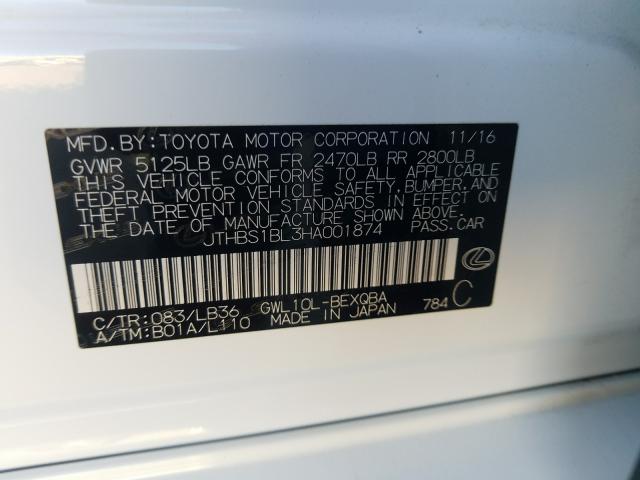 MFD. BY: TOYOTA MOTOR CORPORATION 11/16
GVWR 5125LB GAWR FR 2470LB RR 2800LB
THIS VEHICLE CONFORMS TO ALL APPLICABLE
FEDERAL MOTOR VEHICLE SAFETY, BUMPER, AND
THEFT PREVENTION STANDARDS IN EFFECT ON
THE DATE OF MANUFACTURE SHOWN ABOVE.
JTHBS1BL3HA001874 PASS. CAR
C/TR: 083/LB36 GWL10L-BEXQBA 784 C
A/TM: B01A/L110 MADE IN JAPAN